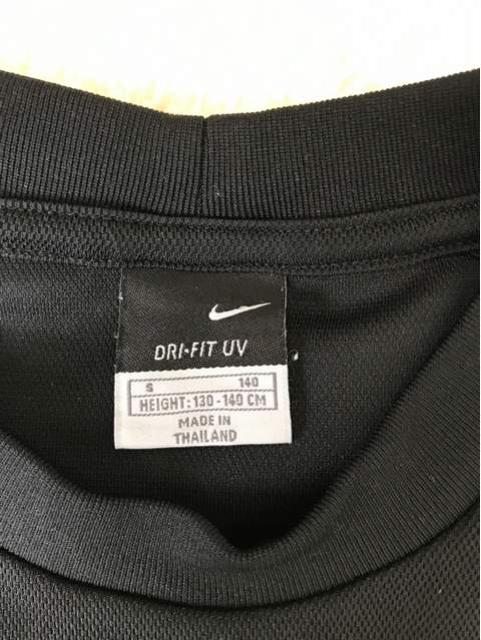 DRI-FIT UV
S 140
HEIGHT: 130-140 CM
MADE IN
THAILAND